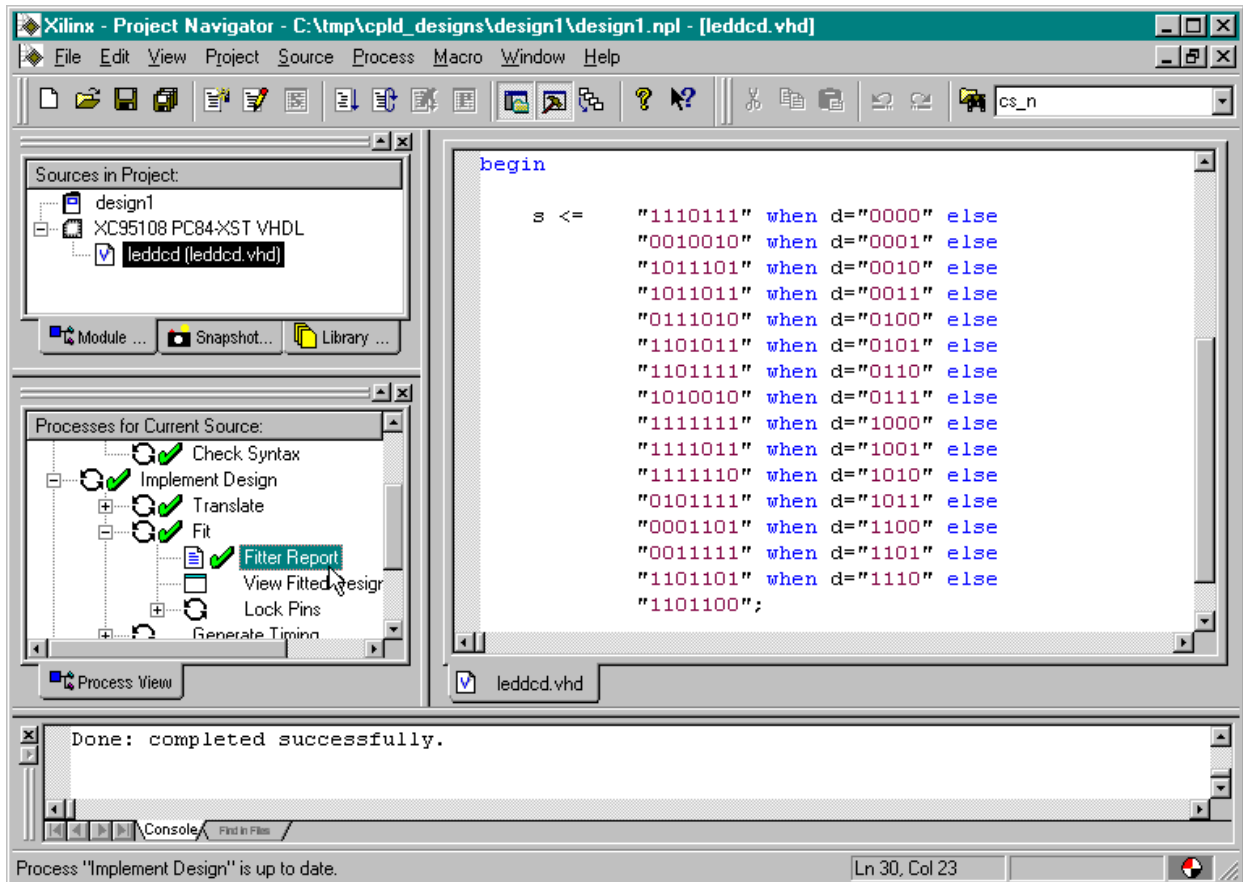 Xilinx - Project Navigator - C:\tmp\cpld_designs\design1\design1.npl - [leddcd.vhd]
File Edit View Project Source Process Macro Window Help
cs_n
Sources in Project:
design1
XC95108 PC84-XST VHDL
leddcd (leddcd.vhd)
Module ... Snapshot... Library ...
Processes for Current Source:
Check Syntax
Implement Design
Translate
Fit
Fitter Report
View Fitted Design
Lock Pins
Generate Timing
Process View
begin
s <= "1110111" when d="0000" else
"0010010" when d="0001" else
"1011101" when d="0010" else
"1011011" when d="0011" else
"0111010" when d="0100" else
"1101011" when d="0101" else
"1101111" when d="0110" else
"1010010" when d="0111" else
"1111111" when d="1000" else
"1111011" when d="1001" else
"1111110" when d="1010" else
"0101111" when d="1011" else
"0001101" when d="1100" else
"0011111" when d="1101" else
"1101101" when d="1110" else
"1101100";
leddcd.vhd
Done: completed successfully.
Console Find in Files
Process "Implement Design" is up to date. Ln 30, Col 23